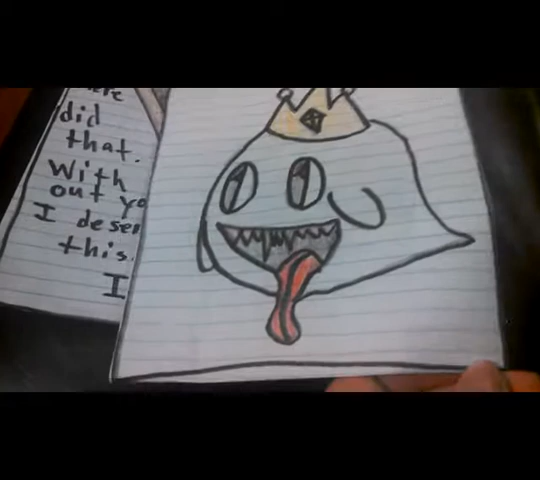 did
that.
With
out
I
this.
I